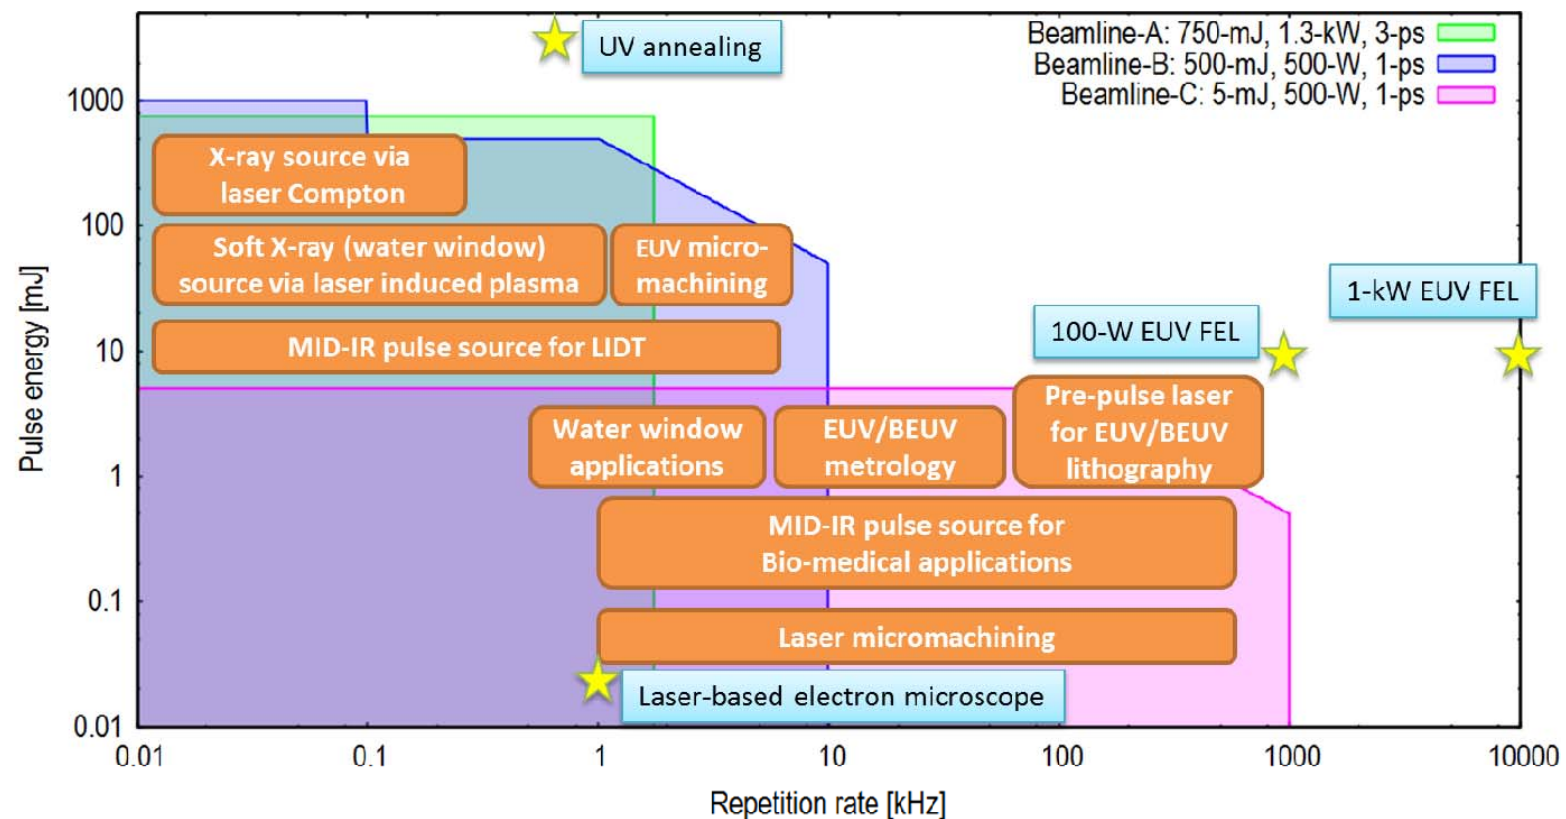 UV annealing
Beamline-A: 750-mJ, 1.3-kW, 3-ps
Beamline-B: 500-mJ, 500-W, 1-ps
Beamline-C: 5-mJ, 500-W, 1-ps
Pulse energy [mJ]
1000
100
10
1
0.1
0.01
X-ray source via
laser Compton
Soft X-ray (water window)
source via laser induced plasma
EUV micro-
machining
MID-IR pulse source for LIDT
1-kW EUV FEL
100-W EUV FEL
Water window
applications
EUV/BEUV
metrology
Pre-pulse laser
for EUV/BEUV
lithography
MID-IR pulse source for
Bio-medical applications
Laser micromachining
Laser-based electron microscope
0.01
0.1
1
10
100
1000
10000
Repetition rate [kHz]